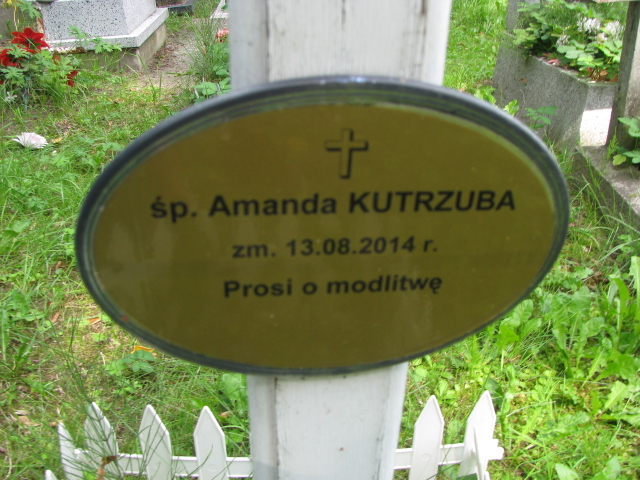 śp. Amanda KUTRZUBA
zm. 13.08.2014 r.
Prosi o modlitwę